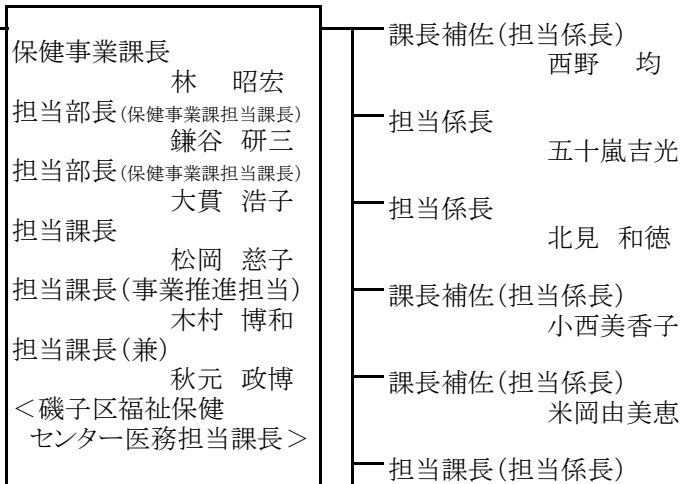 保健事業課長
林 昭宏
担当部長(保健事業課担当課長)
鎌谷 研三
担当部長(保健事業課担当課長)
大貫 浩子
担当課長
松岡 慈子
担当課長(事業推進担当)
木村 博和
担当課長(兼)
秋元 政博
<磯子区福祉保健
センター医務担当課長>
課長補佐(担当係長)
西野 均
担当係長
五十嵐吉光
担当係長
北見 和徳
課長補佐(担当係長)
小西美香子
課長補佐(担当係長)
米岡由美恵
担当課長(担当係長)